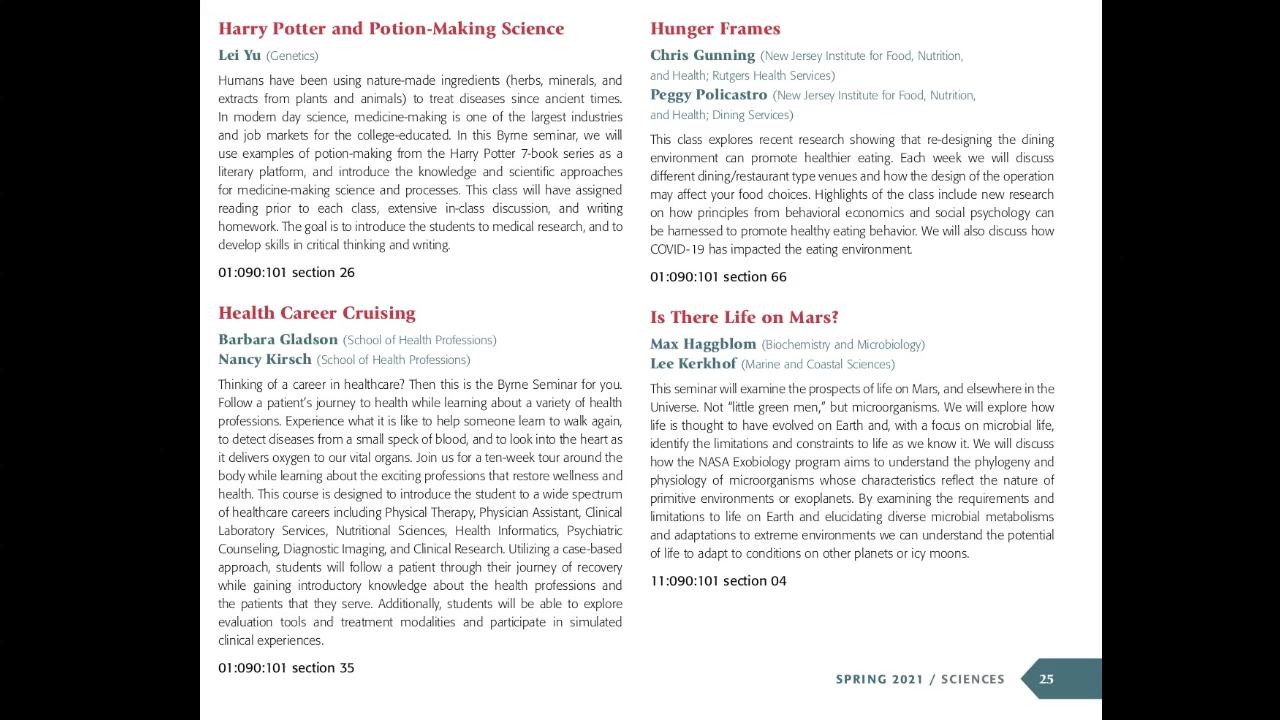 Harry Potter and Potion-Making Science
Lei Yu (Genetics)
Humans have been using nature-made ingredients (herbs, minerals, and
extracts from plants and animals) to treat diseases since ancient times.
In modern day science, medicine-making is one of the largest industries
and job markets for the college-educated. In this Byrne seminar, we will
use examples of potion-making from the Harry Potter 7-book series as a
literary platform, and introduce the knowledge and scientific approaches
for medicine-making science and processes. This class will have assigned
reading prior to each class, extensive in-class discussion, and writing
homework. The goal is to introduce the students to medical research, and to
develop skills in critical thinking and writing.
01:090:101 section 26
Health Career Cruising
Barbara Gladson (School of Health Professions)
Nancy Kirsch (School of Health Professions)
Thinking of a career in healthcare? Then this is the Byrne Seminar for you.
Follow a patient's journey to health while learning about a variety of health
professions. Experience what it is like to help someone learn to walk again,
to detect diseases from a small speck of blood, and to look into the heart as
it delivers oxygen to our vital organs. Join us for a ten-week tour around the
body while learning about the exciting professions that restore wellness and
health. This course is designed to introduce the student to a wide spectrum
of healthcare careers including Physical Therapy, Physician Assistant, Clinical
Laboratory Services, Nutritional Sciences, Health Informatics, Psychiatric
Counseling, Diagnostic Imaging, and Clinical Research. Utilizing a case-based
approach, students will follow a patient through their journey of recovery
while gaining introductory knowledge about the health professions and
the patients that they serve. Additionally, students will be able to explore
evaluation tools and treatment modalities and participate in simulated
clinical experiences.
01:090:101 section 35
Hunger Frames
Chris Gunning (New Jersey Institute for Food, Nutrition,
and Health; Rutgers Health Services)
Peggy Policastro (New Jersey Institute for Food, Nutrition,
and Health; Dining Services)
This class explores recent research showing that re-designing the dining
environment can promote healthier eating. Each week we will discuss
different dining/restaurant type venues and how the design of the operation
may affect your food choices. Highlights of the class include new research
on how principles from behavioral economics and social psychology can
be harnessed to promote healthy eating behavior. We will also discuss how
COVID-19 has impacted the eating environment.
01:090:101 section 66
Is There Life on Mars?
Max Haggblom (Biochemistry and Microbiology)
Lee Kerkhof (Marine and Coastal Sciences)
This seminar will examine the prospects of life on Mars, and elsewhere in the
Universe. Not “little green men,” but microorganisms. We will explore how
life is thought to have evolved on Earth and, with a focus on microbial life,
identify the limitations and constraints to life as we know it. We will discuss
how the NASA Exobiology program aims to understand the phylogeny and
physiology of microorganisms whose characteristics reflect the nature of
primitive environments or exoplanets. By examining the requirements and
limitations to life on Earth and elucidating diverse microbial metabolisms
and adaptations to extreme environments we can understand the potential
of life to adapt to conditions on other planets or icy moons.
11:090:101 section 04
SPRING 2021 / SCIENCES 25